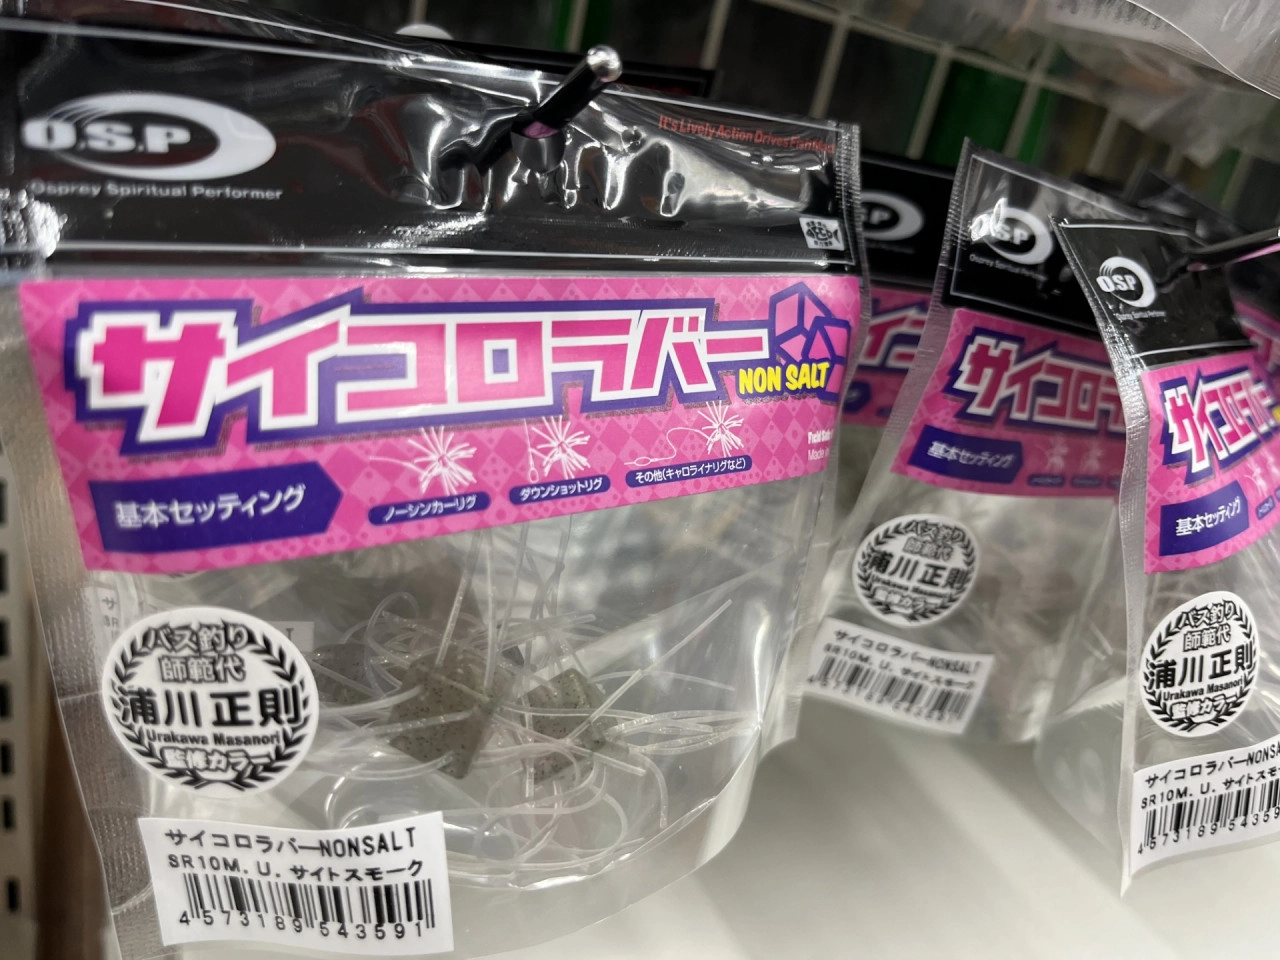 O.S.P
Osprey Spiritual Performer
It's Lively Action Drives Fish Mad
サイコロラバー
NON SALT
基本セッティング
ノーシンカーリグ
ダウンショットリグ
その他(キャロライナリグなど)
Made in
バス釣り
師範代
浦川正則
Urakawa Masanori
監修カラー
サイコロラバーNONSALT
SR10M.U.サイトスモーク
4573189543591
O.S.P
サイコロラ
基本セッティング
バス釣り
師範代
浦川正則
Urakawa Masanori
監修カラー
サイコロラバーNONSALT
SR10M.U.サイトスモーク
4573189543591
O.S.P
サイコロラバ
基本セッティング
バス釣り
師範代
浦川正則
Urakawa Masanori
監修カラー
サイコロラバーNONSA
SR10M.U.サイトスモー
457318954359